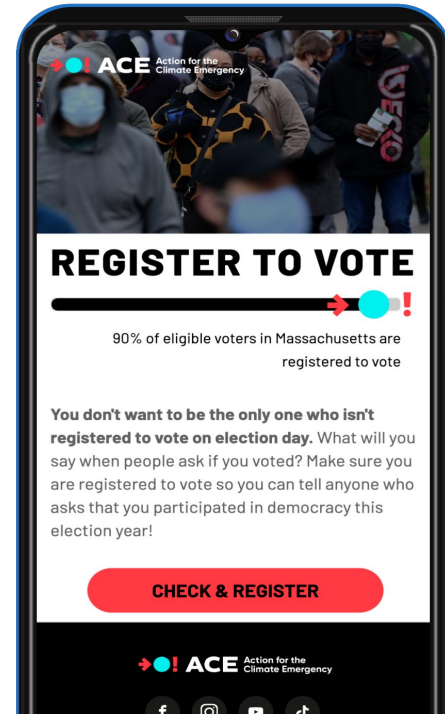 ACE Action for the
Climate Emergency
REGISTER TO VOTE
90% of eligible voters in Massachusetts are
registered to vote
You don't want to be the only one who isn't
registered to vote on election day. What will you
say when people ask if you voted? Make sure you
are registered to vote so you can tell anyone who
asks that you participated in democracy this
election year!
CHECK & REGISTER
ACE Action for the
Climate Emergency